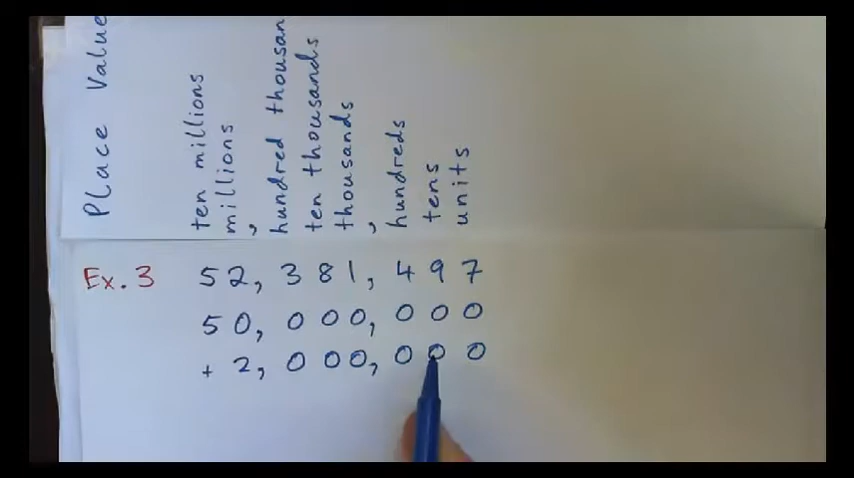 Place Value
ten millions
millions
,
hundred thousan
ten thousands
thousands
,
hundreds
tens
units
Ex. 3 52, 381, 497
50, 000, 000
+ 2, 000, 000